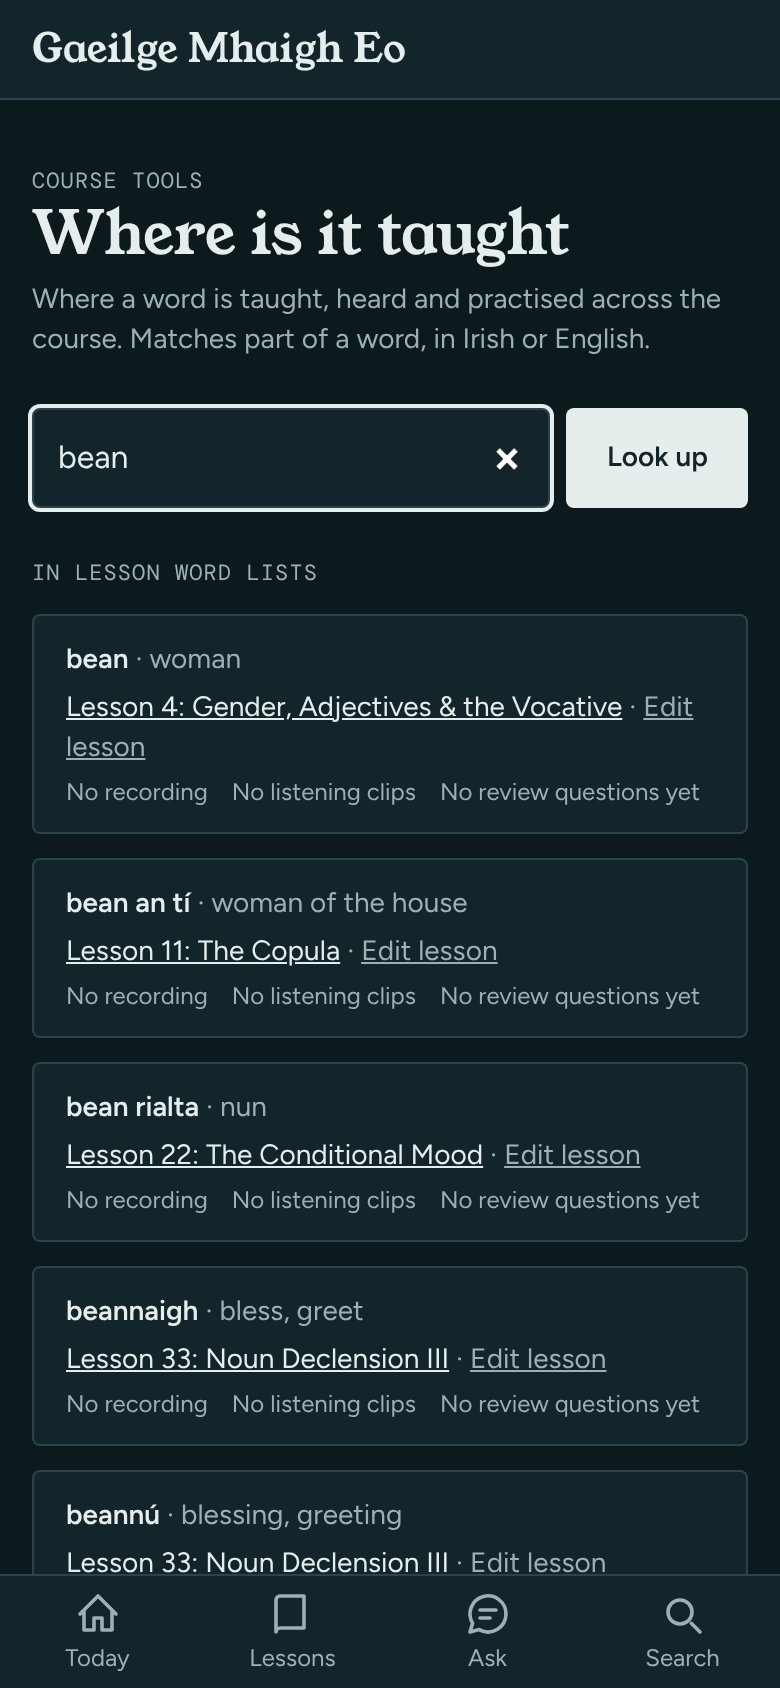 Gaeilge Mhaigh Eo
COURSE TOOLS
Where is it taught
Where a word is taught, heard and practised across the
course. Matches part of a word, in Irish or English.
bean
Look up
IN LESSON WORD LISTS
bean · woman
Lesson 4: Gender, Adjectives & the Vocative · Edit
lesson
No recording No listening clips No review questions yet
bean an tí · woman of the house
Lesson 11: The Copula · Edit lesson
No recording No listening clips No review questions yet
bean rialta · nun
Lesson 22: The Conditional Mood · Edit lesson
No recording No listening clips No review questions yet
beannaigh · bless, greet
Lesson 33: Noun Declension III · Edit lesson
No recording No listening clips No review questions yet
beannú · blessing, greeting
Lesson 33: Noun Declension III · Edit lesson
Today Lessons Ask Search